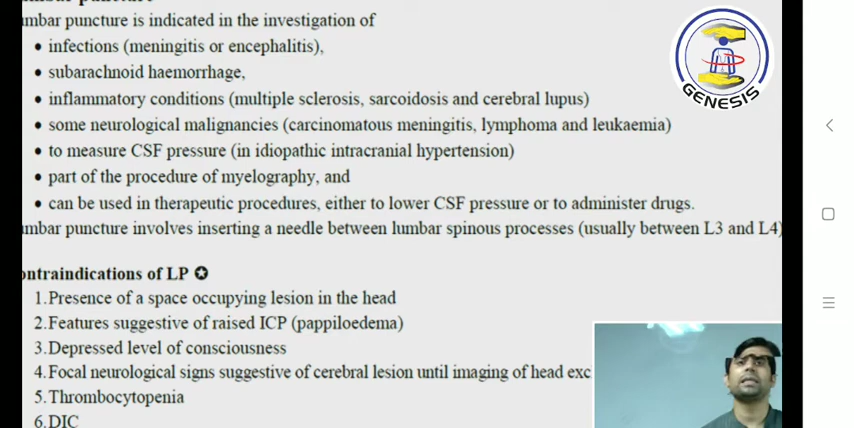 umbar puncture is indicated in the investigation of
• infections (meningitis or encephalitis),
• subarachnoid haemorrhage,
• inflammatory conditions (multiple sclerosis, sarcoidosis and cerebral lupus)
• some neurological malignancies (carcinomatous meningitis, lymphoma and leukaemia)
• to measure CSF pressure (in idiopathic intracranial hypertension)
• part of the procedure of myelography, and
• can be used in therapeutic procedures, either to lower CSF pressure or to administer drugs.
umbar puncture involves inserting a needle between lumbar spinous processes (usually between L3 and L4)
ontraindications of LP ✪
1.Presence of a space occupying lesion in the head
2.Features suggestive of raised ICP (pappiloedema)
3.Depressed level of consciousness
4.Focal neurological signs suggestive of cerebral lesion until imaging of head exc
5.Thrombocytopenia
6.DIC
GENESIS